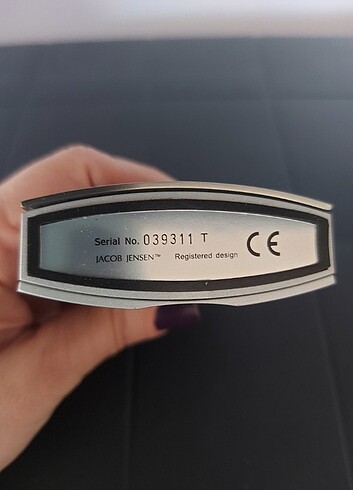 Serial No. 039311 T
JACOB JENSEN™ Registered design
CE